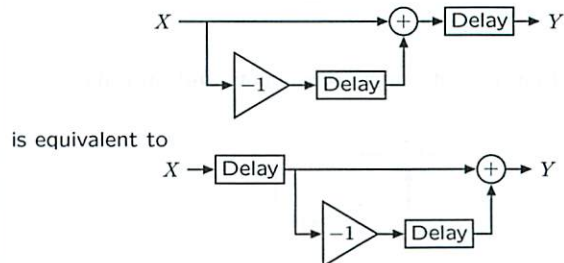 X + Delay Y
−1 Delay
is equivalent to
X Delay + Y
−1 Delay